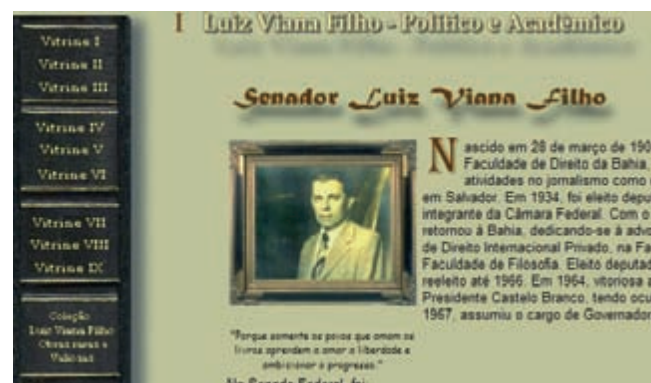 I Luiz Viana Filho - Político e Acadêmico
Vitrine I
Vitrine II
Vitrine III
Vitrine IV
Vitrine V
Vitrine VI
Vitrine VII
Vitrine VIII
Vitrine IX
Coleção
Luiz Viana Filho
Obras raras e
Valiosas
Senador Luiz Viana Filho
Nascido em 28 de março de 190
Faculdade de Direito da Bahia,
atividades no jornalismo como
em Salvador. Em 1934, foi eleito depu
integrante da Câmara Federal. Com o
retornou à Bahia, dedicando-se à advo
de Direito Internacional Privado, na Fa
Faculdade de Filosofia. Eleito deputad
reeleito até 1966. Em 1964, vitoriosa a
Presidente Castelo Branco, tendo ocu
1967, assumiu o cargo de Governador
"Porque somente os povos que amam os
livros aprendem a amar a liberdade e
ambicionar o progresso."
No Senado Federal, foi